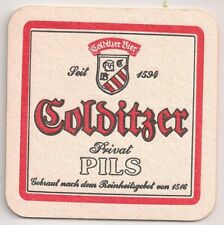 Colditzer Bier
Seit 1594
Colditzer
Privat
PILS
Gebraut nach dem Reinheitsgebot von 1516